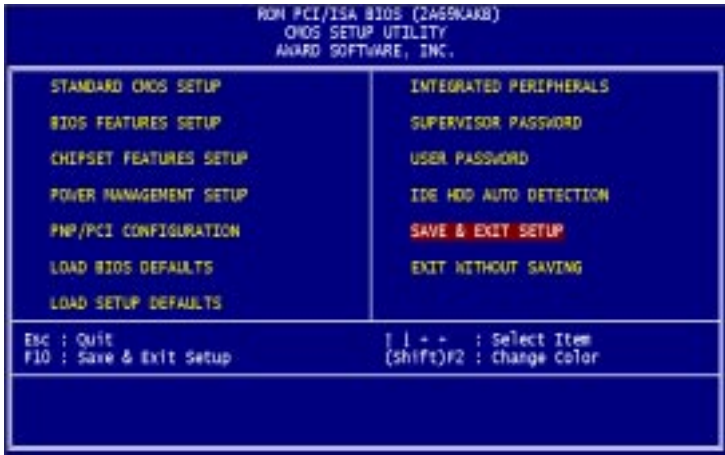 ROM PCI/ISA BIOS (2A69KAKB)
CMOS SETUP UTILITY
AWARD SOFTWARE, INC.
STANDARD CMOS SETUP
BIOS FEATURES SETUP
CHIPSET FEATURES SETUP
POWER MANAGEMENT SETUP
PNP/PCI CONFIGURATION
LOAD BIOS DEFAULTS
LOAD SETUP DEFAULTS
INTEGRATED PERIPHERALS
SUPERVISOR PASSWORD
USER PASSWORD
IDE HDD AUTO DETECTION
SAVE & EXIT SETUP
EXIT WITHOUT SAVING
Esc : Quit
F10 : Save & Exit Setup
: Select Item
(Shift)F2 : Change Color